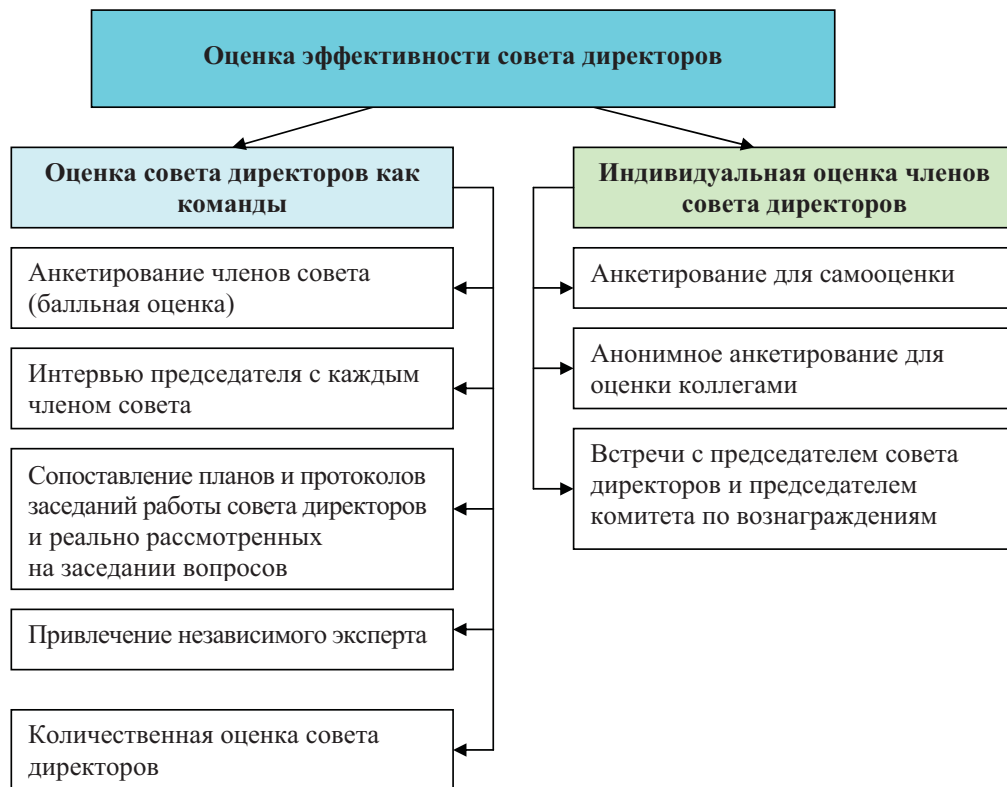 Оценка эффективности совета директоров
Оценка совета директоров как
команды
Анкетирование членов совета
(балльная оценка)
Интервью председателя с каждым
членом совета
Сопоставление планов и протоколов
заседаний работы совета директоров
и реально рассмотренных
на заседании вопросов
Привлечение независимого эксперта
Количественная оценка совета
директоров
Индивидуальная оценка членов
совета директоров
Анкетирование для самооценки
Анонимное анкетирование для
оценки коллегами
Встречи с председателем совета
директоров и председателем
комитета по вознаграждениям